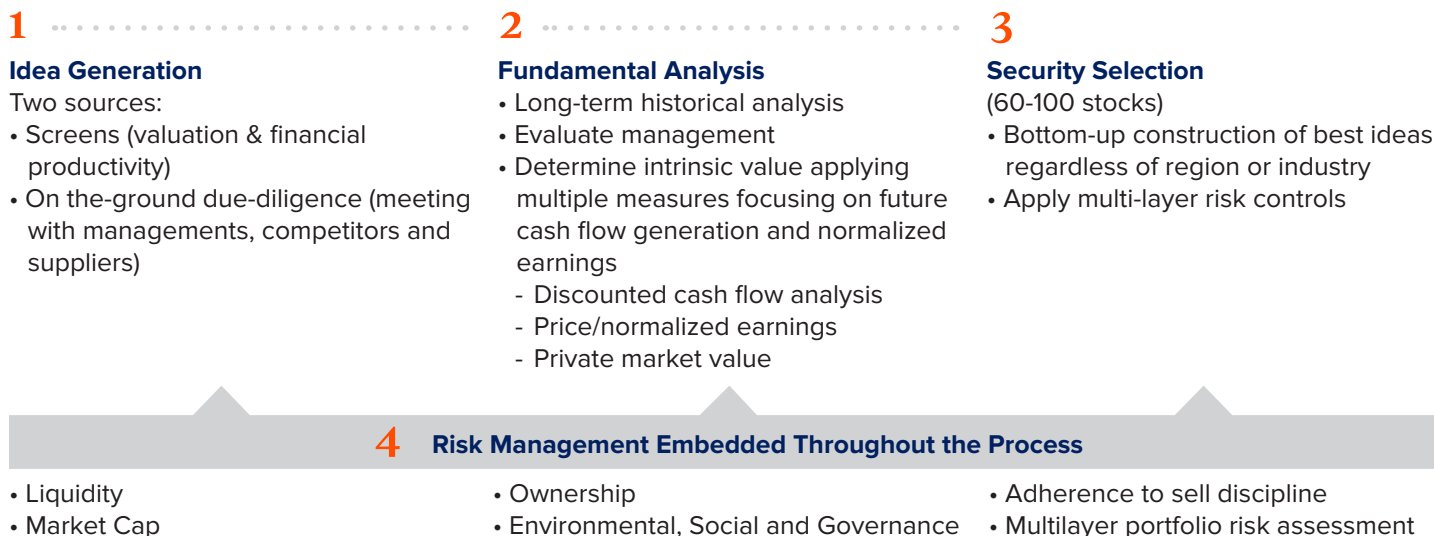 1
Idea Generation
Two sources:
• Screens (valuation & financial
productivity)
• On the-ground due-diligence (meeting
with managements, competitors and
suppliers)
2
Fundamental Analysis
• Long-term historical analysis
• Evaluate management
• Determine intrinsic value applying
multiple measures focusing on future
cash flow generation and normalized
earnings
- Discounted cash flow analysis
- Price/normalized earnings
- Private market value
3
Security Selection
(60-100 stocks)
• Bottom-up construction of best ideas
regardless of region or industry
• Apply multi-layer risk controls
4 Risk Management Embedded Throughout the Process
• Liquidity
• Market Cap
• Ownership
• Environmental, Social and Governance
• Adherence to sell discipline
• Multilayer portfolio risk assessment